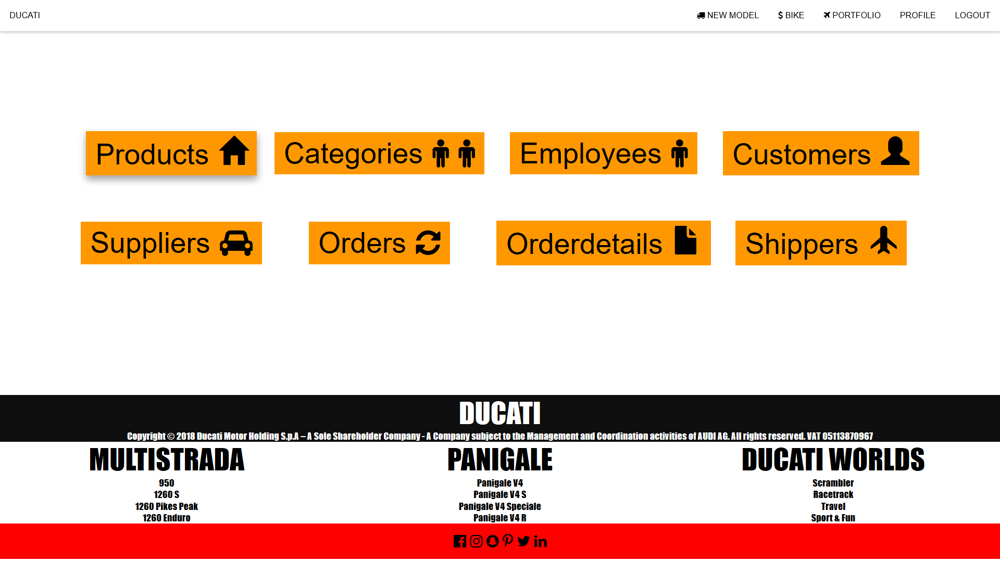 DUCATI
NEW MODEL
$ BIKE
PORTFOLIO
PROFILE
LOGOUT
Products
Categories
Employees
Customers
Suppliers
Orders
Orderdetails
Shippers
DUCATI
Copyright © 2018 Ducati Motor Holding S.p.A – A Sole Shareholder Company - A Company subject to the Management and Coordination activities of AUDI AG. All rights reserved. VAT 05113870967
MULTISTRADA
950
1260 S
1260 Pikes Peak
1260 Enduro
PANIGALE
Panigale V4
Panigale V4 S
Panigale V4 Speciale
Panigale V4 R
DUCATI WORLDS
Scrambler
Racetrack
Travel
Sport & Fun